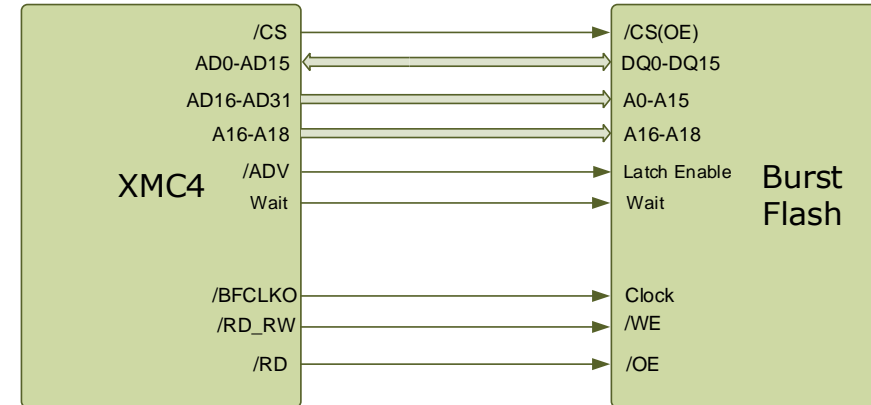 /CS /CS(OE)
AD0-AD15 DQ0-DQ15
AD16-AD31 A0-A15
A16-A18 A16-A18
/ADV Latch Enable
XMC4
Burst
Flash
Wait Wait
/BFCLKO Clock
/RD_RW /WE
/RD /OE